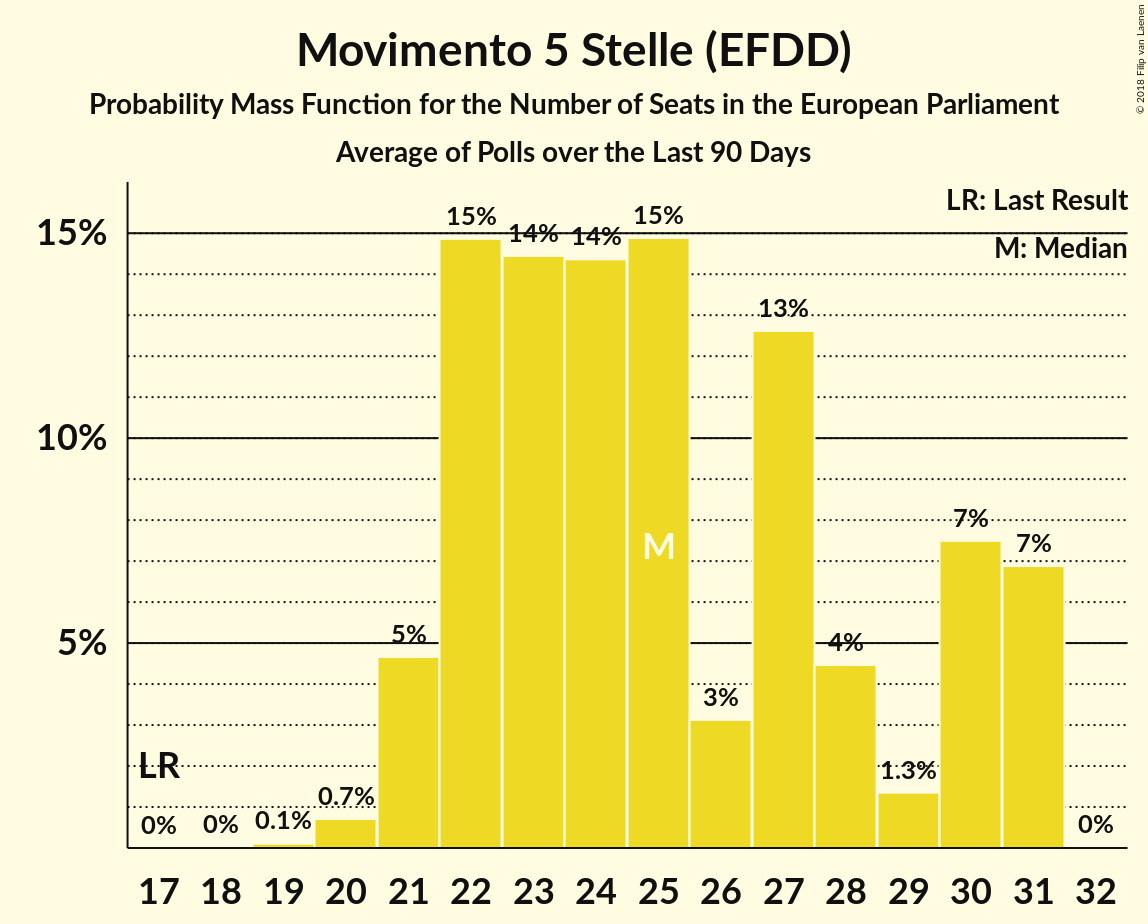 Movimento 5 Stelle (EFDD)
Probability Mass Function for the Number of Seats in the European Parliament
Average of Polls over the Last 90 Days
© 2018 Filip van Laenen
LR: Last Result
M: Median
15%
10%
5%
LR
0%
0%
0.1%
0.7%
5%
15%
14%
14%
15%
M
3%
13%
4%
1.3%
7%
7%
0%
17 18 19 20 21 22 23 24 25 26 27 28 29 30 31 32